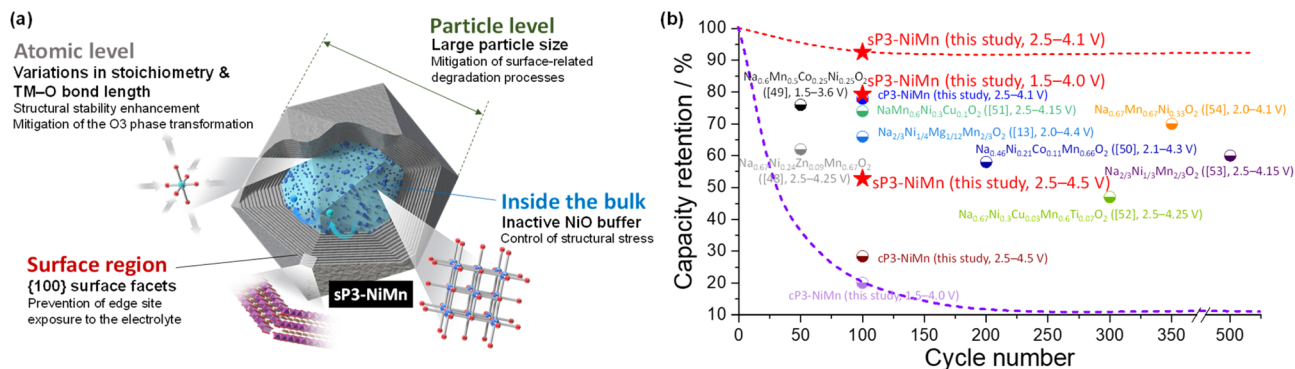 (a)
Particle level
Large particle size
Mitigation of surface-related
degradation processes
Atomic level
Variations in stoichiometry &
TM–O bond length
Structural stability enhancement
Mitigation of the O3 phase transformation
Inside the bulk
Inactive NiO buffer
Control of structural stress
Surface region
{100} surface facets
Prevention of edge site
exposure to the electrolyte
sP3-NiMn
(b)
Capacity retention / %
100
90
80
70
60
50
40
30
20
10
sP3-NiMn (this study, 2.5–4.1 V)
Na0.6Mn0.5Co0.25Ni0.25O2
([49], 1.5–3.6 V)
sP3-NiMn (this study, 1.5–4.0 V)
cP3-NiMn (this study, 2.5–4.1 V)
NaMn0.6Ni0.3Cu0.1O2 ([51], 2.5–4.15 V)
Na0.67Mn0.67Ni0.33O2 ([54], 2.0–4.1 V)
Na2/3Ni1/4Mg1/12Mn2/3O2 ([13], 2.0–4.4 V)
Na0.46Ni0.21Co0.11Mn0.66O2 ([50], 2.1–4.3 V)
Na0.67Ni0.24Zn0.09Mn0.67O2
([48], 2.5–4.25 V)
Na2/3Ni1/3Mn2/3O2 ([53], 2.5–4.15 V)
sP3-NiMn (this study, 2.5–4.5 V)
Na0.67Ni0.3Cu0.03Mn0.6Ti0.07O2 ([52], 2.5–4.25 V)
cP3-NiMn (this study, 2.5–4.5 V)
cP3-NiMn (this study, 1.5–4.0 V)
0 50 100 150 200 250 300 350 500
Cycle number